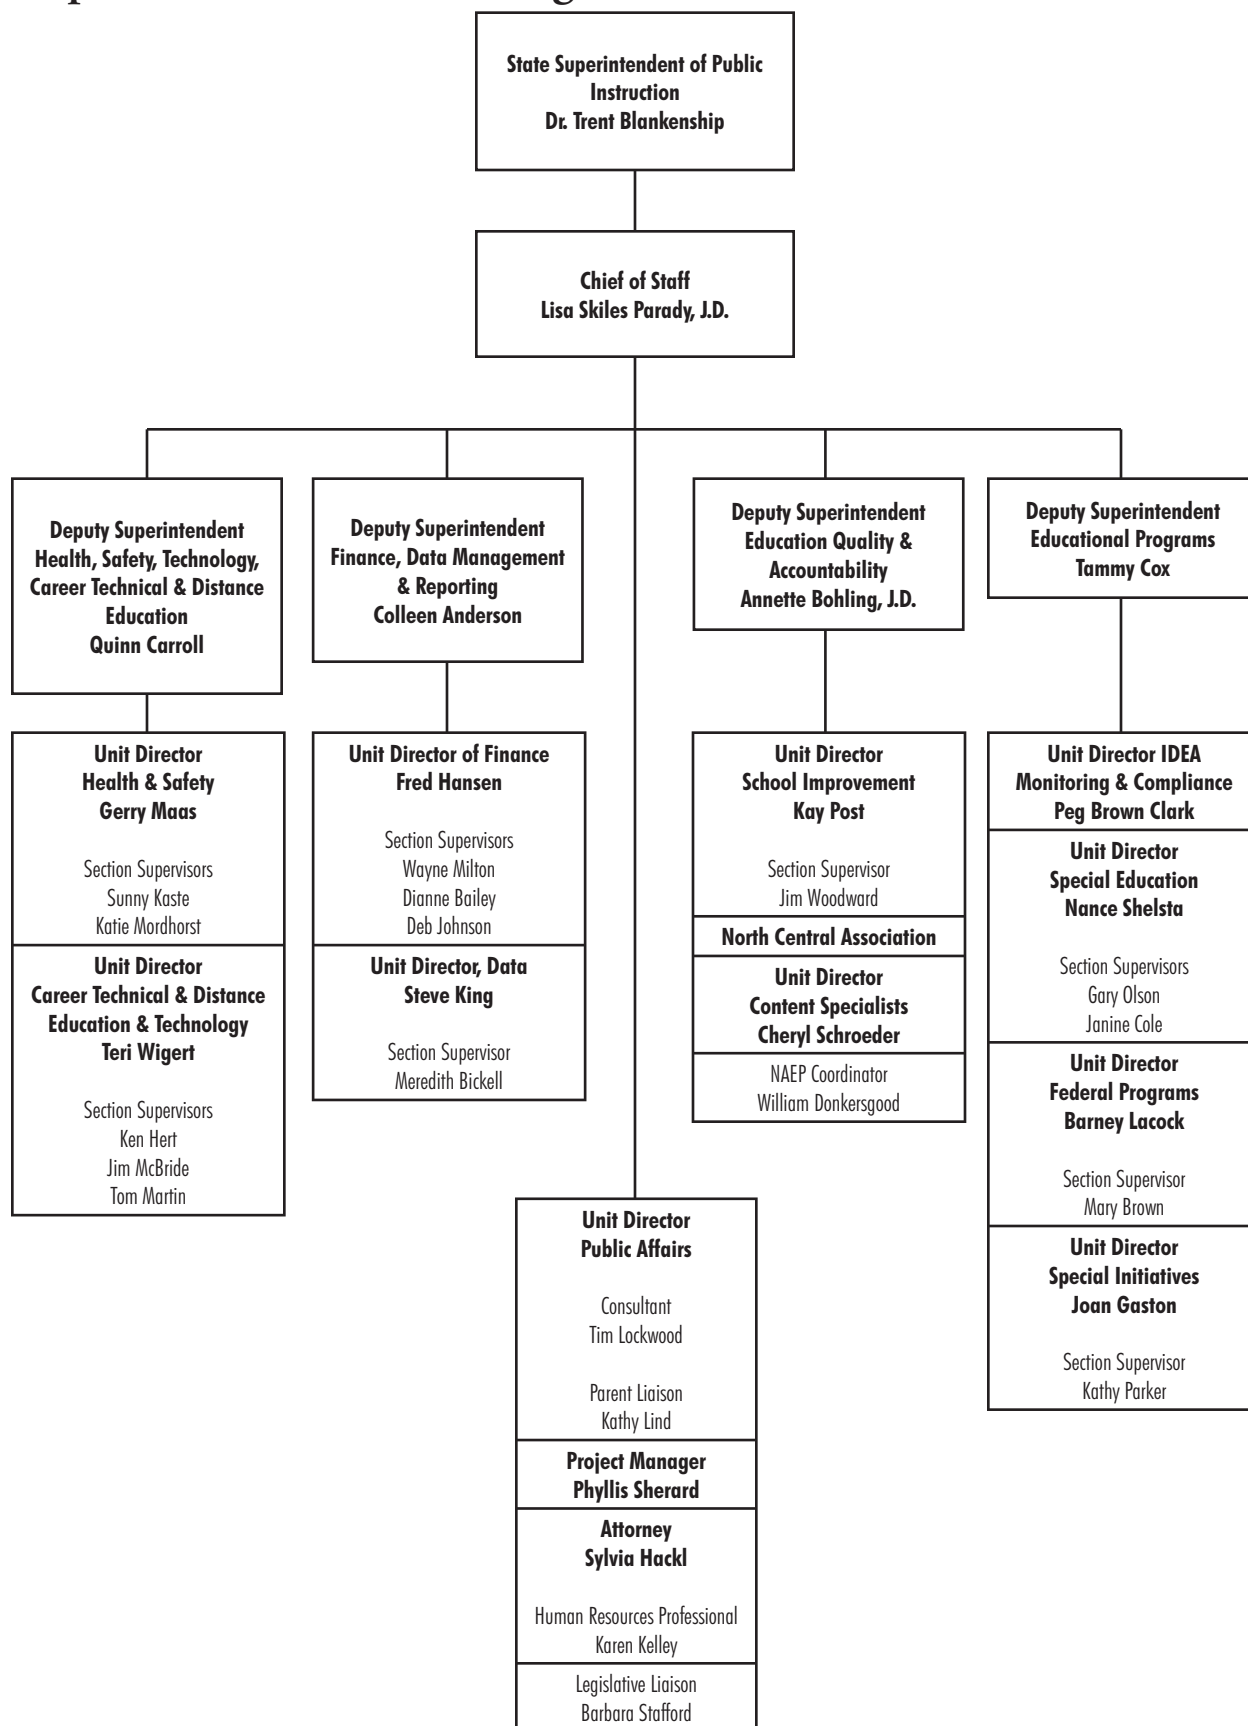 State Superintendent of Public
Instruction
Dr. Trent Blankenship
Chief of Staff
Lisa Skiles Parady, J.D.
Deputy Superintendent
Health, Safety, Technology,
Career Technical & Distance
Education
Quinn Carroll
Deputy Superintendent
Finance, Data Management
& Reporting
Colleen Anderson
Deputy Superintendent
Education Quality &
Accountability
Annette Bohling, J.D.
Deputy Superintendent
Educational Programs
Tammy Cox
Unit Director
Health & Safety
Gerry Maas
Section Supervisors
Sunny Kaste
Katie Mordhorst
Unit Director
Career Technical & Distance
Education & Technology
Teri Wigert
Section Supervisors
Ken Hert
Jim McBride
Tom Martin
Unit Director of Finance
Fred Hansen
Section Supervisors
Wayne Milton
Dianne Bailey
Deb Johnson
Unit Director, Data
Steve King
Section Supervisor
Meredith Bickell
Unit Director
School Improvement
Kay Post
Section Supervisor
Jim Woodward
North Central Association
Unit Director
Content Specialists
Cheryl Schroeder
NAEP Coordinator
William Donkersgood
Unit Director IDEA
Monitoring & Compliance
Peg Brown Clark
Unit Director
Special Education
Nance Shelsta
Section Supervisors
Gary Olson
Janine Cole
Unit Director
Federal Programs
Barney Lacock
Section Supervisor
Mary Brown
Unit Director
Special Initiatives
Joan Gaston
Section Supervisor
Kathy Parker
Unit Director
Public Affairs
Consultant
Tim Lockwood
Parent Liaison
Kathy Lind
Project Manager
Phyllis Sherard
Attorney
Sylvia Hackl
Human Resources Professional
Karen Kelley
Legislative Liaison
Barbara Stafford